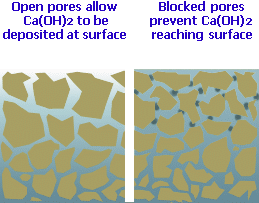 Open pores allow
Ca(OH)2 to be
deposited at surface
Blocked pores
prevent Ca(OH)2
reaching surface